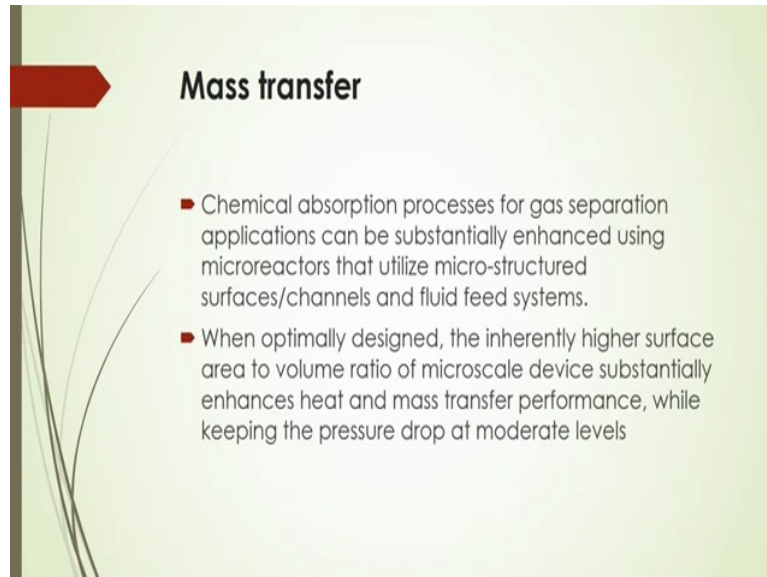 Mass transfer
Chemical absorption processes for gas separation
applications can be substantially enhanced using
microreactors that utilize micro-structured
surfaces/channels and fluid feed systems.
When optimally designed, the inherently higher surface
area to volume ratio of microscale device substantially
enhances heat and mass transfer performance, while
keeping the pressure drop at moderate levels